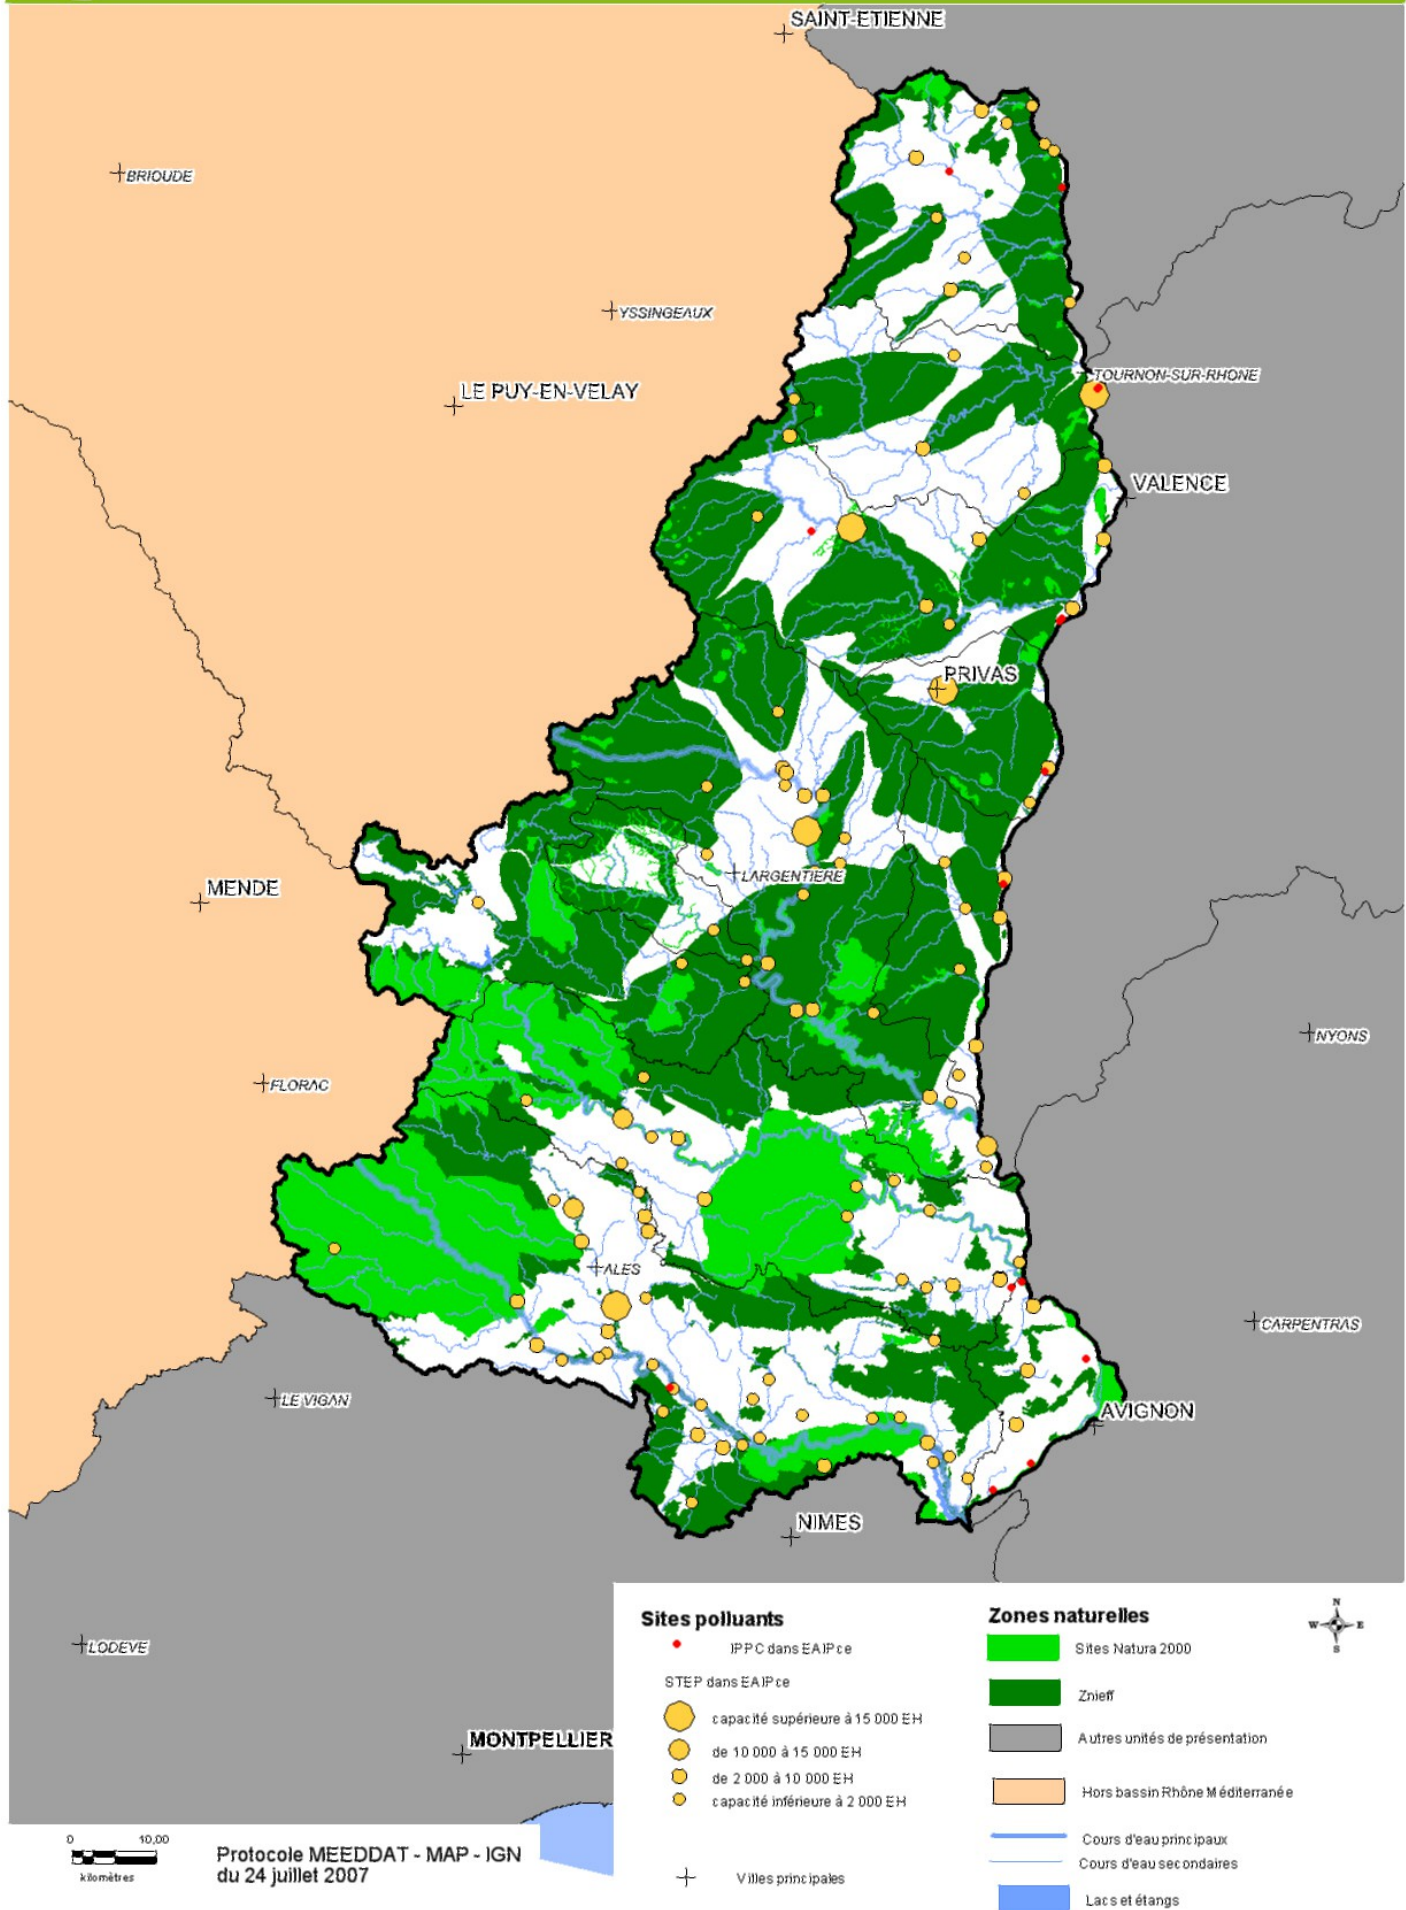 SAINT-ETIENNE
BRIOUDE
YSSINGEAUX
LE PUY-EN-VELAY
TOURNON-SUR-RHONE
VALENCE
PRIVAS
LARGENTIERE
MENDE
NYONS
FLORAC
ALES
CARPENTRAS
LE VIGAN
AVIGNON
NIMES
LODEVE
MONTPELLIER
Sites polluants
IPPC dans EAIPce
STEP dans EAIPce
capacité supérieure à 15 000 EH
de 10 000 à 15 000 EH
de 2 000 à 10 000 EH
capacité inférieure à 2 000 EH
Villes principales
Zones naturelles
Sites Natura 2000
Znieff
Autres unités de présentation
Hors bassin Rhône Méditerranée
Cours d'eau principaux
Cours d'eau secondaires
Lacs et étangs
N
W E
S
0 10,00
kilomètres
Protocole MEEDDAT - MAP - IGN
du 24 juillet 2007